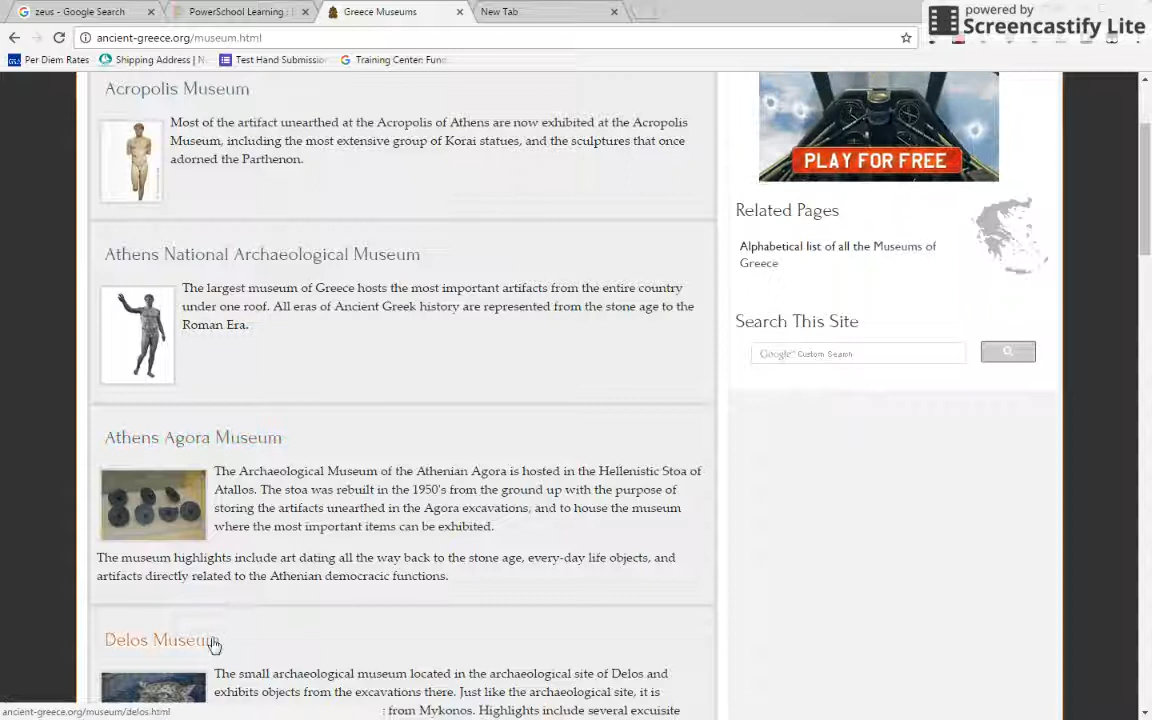 zeus - Google Search
PowerSchool Learning :
Greece Museums
New Tab
powered by
Screencastify Lite
ancient-greece.org/museum.html
Per Diem Rates
Shipping Address | N
Test Hand Submissio
Training Center: Func
Acropolis Museum
Most of the artifact unearthed at the Acropolis of Athens are now exhibited at the Acropolis
Museum, including the most extensive group of Korai statues, and the sculptures that once
adorned the Parthenon.
Athens National Archaeological Museum
The largest museum of Greece hosts the most important artifacts from the entire country
under one roof. All eras of Ancient Greek history are represented from the stone age to the
Roman Era.
Athens Agora Museum
The Archaeological Museum of the Athenian Agora is hosted in the Hellenistic Stoa of
Atallos. The stoa was rebuilt in the 1950's from the ground up with the purpose of
storing the artifacts unearthed in the Agora excavations, and to house the museum
where the most important items can be exhibited.
The museum highlights include art dating all the way back to the stone age, every-day life objects, and
artifacts directly related to the Athenian democracic functions.
Delos Museum
The small archaeological museum located in the archaeological site of Delos and
exhibits objects from the excavations there. Just like the archaeological site, it is
from Mykonos. Highlights include several excuisite
ancient-greece.org/museum/delos.html
PLAY FOR FREE
Related Pages
Alphabetical list of all the Museums of
Greece
Search This Site
Google Custom Search